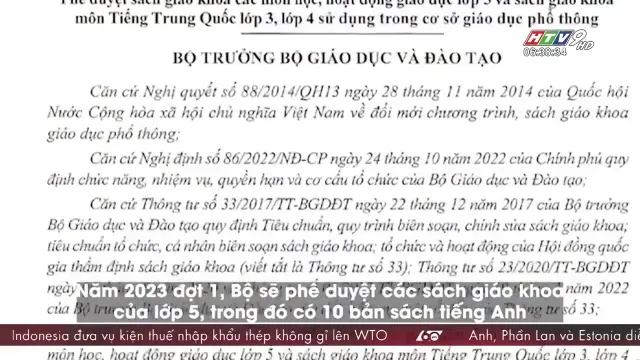 Phê duyệt sách giáo khoa các môn học, hoạt động giáo dục lớp 5 và sách giáo khoa
môn Tiếng Trung Quốc lớp 3, lớp 4 sử dụng trong cơ sở giáo dục phổ thông
HTV9 HD
06:30:34
BỘ TRƯỞNG BỘ GIÁO DỤC VÀ ĐÀO TẠO
Căn cứ Nghị quyết số 88/2014/QH13 ngày 28 tháng 11 năm 2014 của Quốc hội
Nước Cộng hòa xã hội chủ nghĩa Việt Nam về đổi mới chương trình, sách giáo khoa
giáo dục phổ thông;
Căn cứ Nghị định số 86/2022/NĐ-CP ngày 24 tháng 10 năm 2022 của Chính phủ quy
định chức năng, nhiệm vụ, quyền hạn và cơ cấu tổ chức của Bộ Giáo dục và Đào tạo;
Căn cứ Thông tư số 33/2017/TT-BGDĐT ngày 22 tháng 12 năm 2017 của Bộ trưởng
Bộ Giáo dục và Đào tạo quy định Tiêu chuẩn, quy trình biên soạn, chỉnh sửa sách giáo khoa;
tiêu chuẩn tổ chức, cá nhân biên soạn sách giáo khoa; tổ chức và hoạt động của Hội đồng quốc
gia thẩm định sách giáo khoa (viết tắt là Thông tư số 33); Thông tư số 23/2020/TT-BGDĐT
Năm 2023 đợt 1, Bộ sẽ phê duyệt các sách giáo khoa
của lớp 5, trong đó có 10 bản sách tiếng Anh
Indonesia đưa vụ kiện thuế nhập khẩu thép không gỉ lên WTO
60
Anh, Phần Lan và Estonia di
môn học, hoạt động giáo dục lớp 5 và sách giáo khoa môn Tiếng Trung Quốc lớp 3, lớp 4